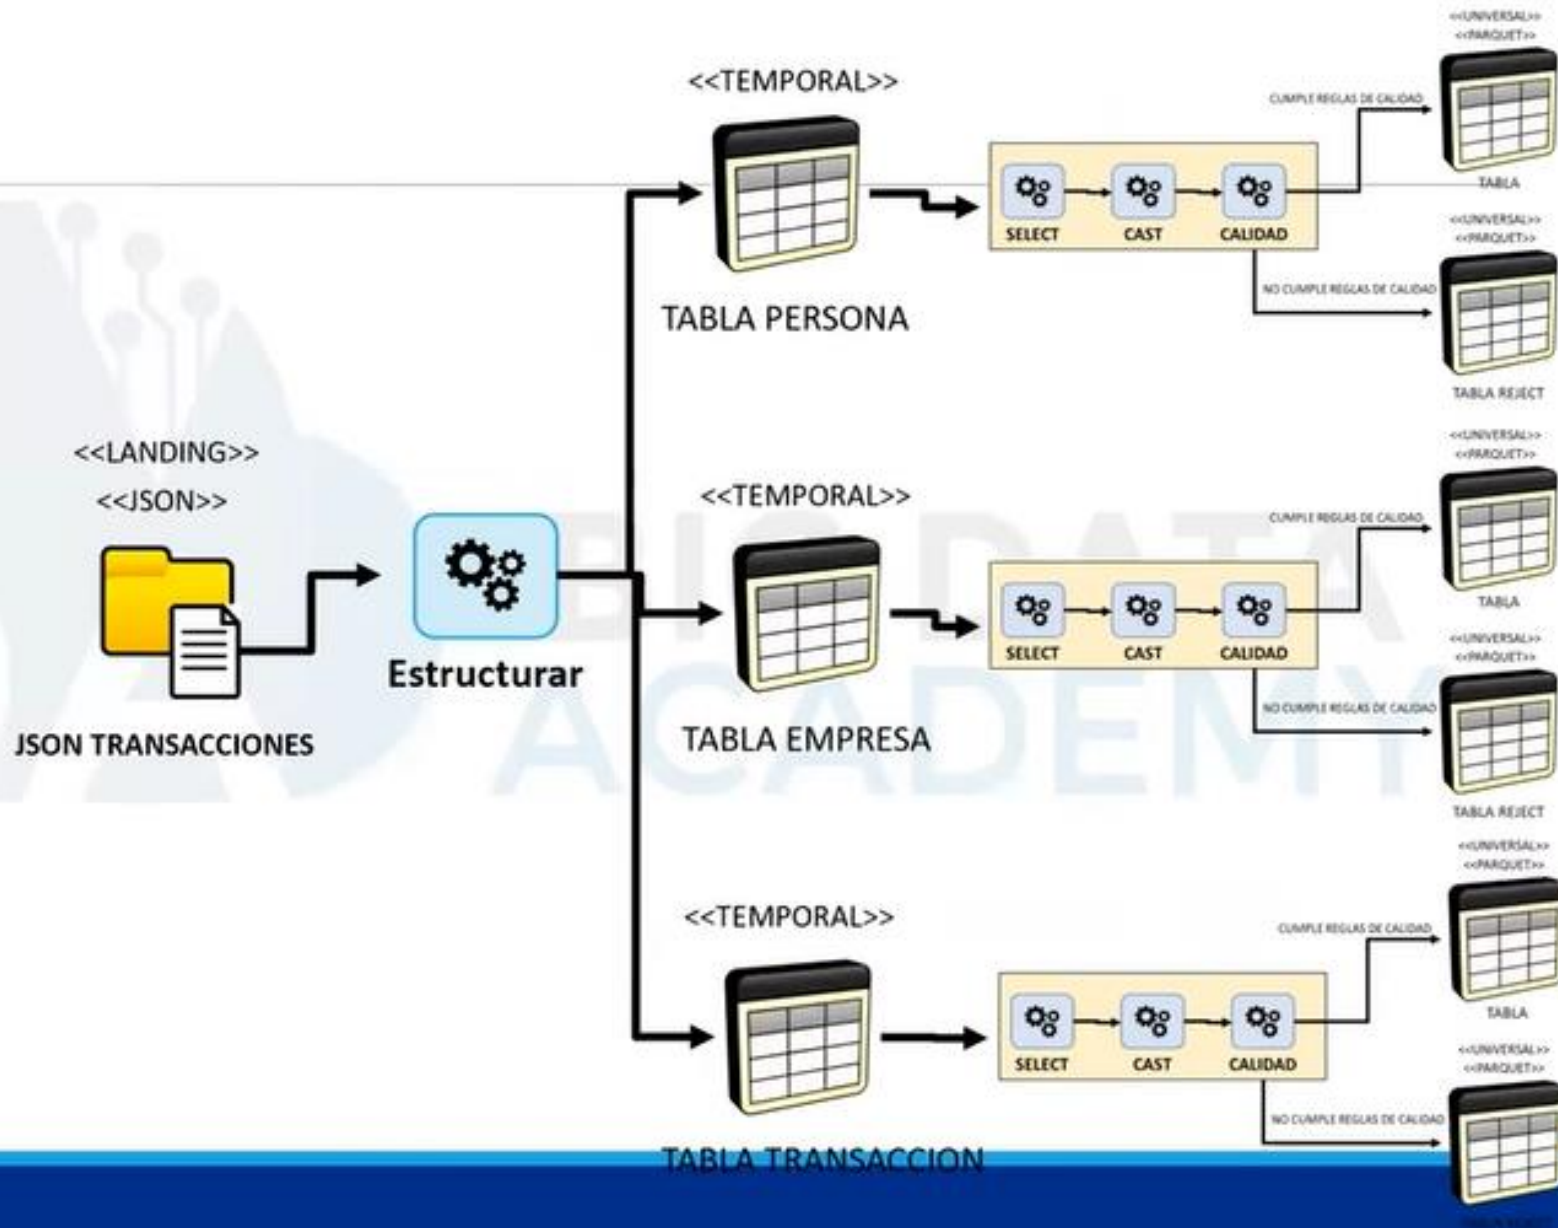 <<UNIVERSAL>>
<<PARQUET>>
<<TEMPORAL>>
CUMPLE REGLAS DE CALIDAD
SELECT
CAST
CALIDAD
TABLA
<<UNIVERSAL>>
<<PARQUET>>
NO CUMPLE REGLAS DE CALIDAD
TABLA PERSONA
TABLA REJECT
<<LANDING>>
<<JSON>>
JSON TRANSACCIONES
Estructurar
<<UNIVERSAL>>
<<PARQUET>>
<<TEMPORAL>>
CUMPLE REGLAS DE CALIDAD
SELECT
CAST
CALIDAD
TABLA
<<UNIVERSAL>>
<<PARQUET>>
NO CUMPLE REGLAS DE CALIDAD
TABLA EMPRESA
TABLA REJECT
BIG DATA
ACADEMY
<<UNIVERSAL>>
<<PARQUET>>
<<TEMPORAL>>
CUMPLE REGLAS DE CALIDAD
SELECT
CAST
CALIDAD
TABLA
<<UNIVERSAL>>
<<PARQUET>>
NO CUMPLE REGLAS DE CALIDAD
TABLA TRANSACCION